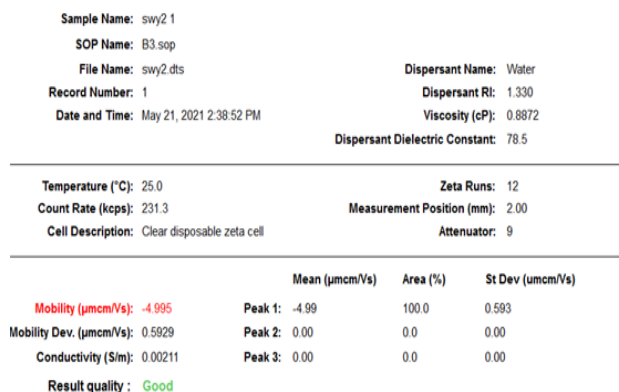 Sample Name: swy2 1
SOP Name: B3.sop
File Name: swy2.dts Dispersant Name: Water
Record Number: 1 Dispersant RI: 1.330
Date and Time: May 21, 2021 2:38:52 PM Viscosity (cP): 0.8872
Dispersant Dielectric Constant: 78.5
Temperature (°C): 25.0 Zeta Runs: 12
Count Rate (kcps): 231.3 Measurement Position (mm): 2.00
Cell Description: Clear disposable zeta cell Attenuator: 9
Mean (µmcm/Vs) Area (%) St Dev (µmcm/Vs)
Mobility (µmcm/Vs): -4.995 Peak 1: -4.99 100.0 0.593
Mobility Dev. (µmcm/Vs): 0.5929 Peak 2: 0.00 0.0 0.00
Conductivity (S/m): 0.00211 Peak 3: 0.00 0.0 0.00
Result quality : Good